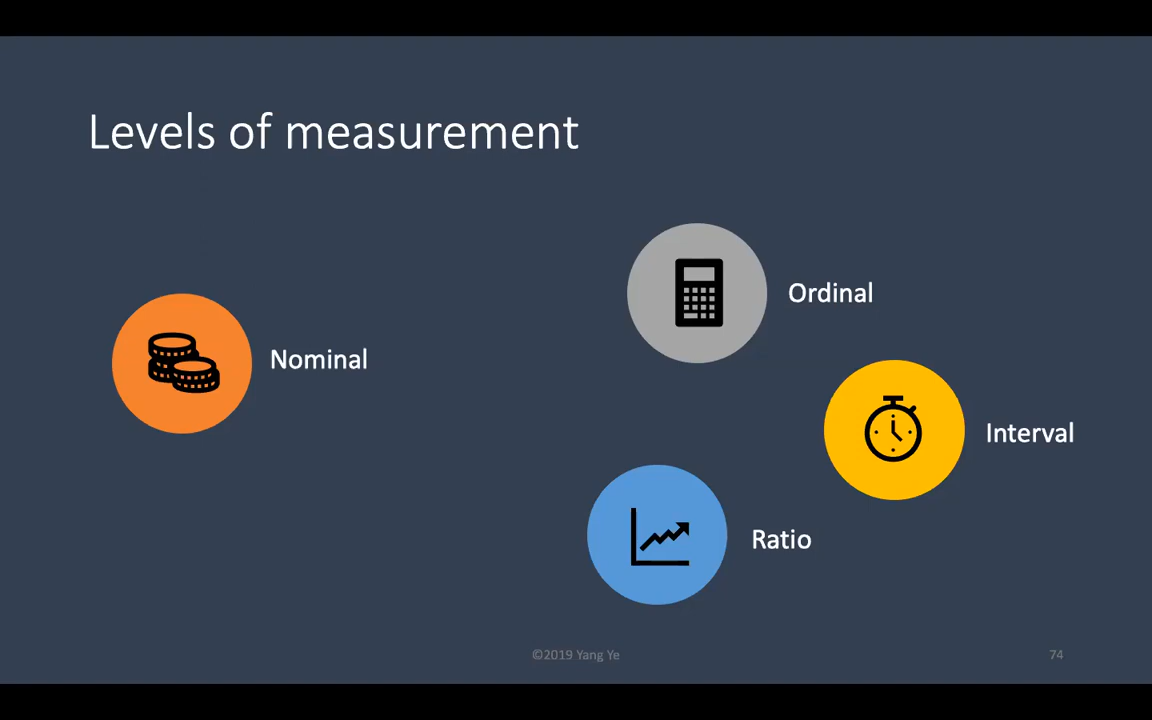 Levels of measurement
Nominal
Ordinal
Interval
Ratio
©2019 Yang Ye
74